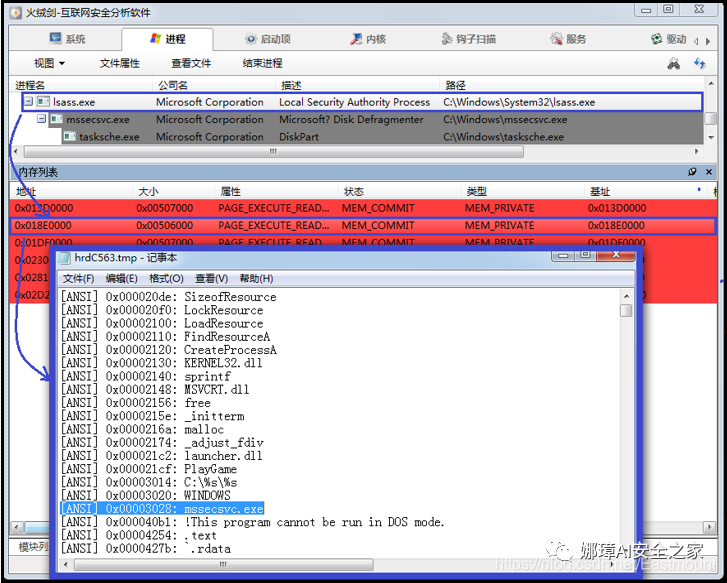 火绒剑-互联网安全分析软件
系统 进程 启动项 内核 钩子扫描 服务 驱动
视图 文件属性 查看文件 结束进程
进程名 公司名 描述 路径
lsass.exe Microsoft Corporation Local Security Authority Process C:\Windows\System32\lsass.exe
mssecsvc.exe Microsoft Corporation Microsoft? Disk Defragmenter C:\Windows\mssecsvc.exe
tasksche.exe Microsoft Corporation DiskPart C:\Windows\tasksche.exe
内存列表
地址 大小 属性 状态 类型 基址
0x013D0000 0x00507000 PAGE_EXECUTE_READ... MEM_COMMIT MEM_PRIVATE 0x013D0000
0x018E0000 0x00506000 PAGE_EXECUTE_READ... MEM_COMMIT MEM_PRIVATE 0x018E0000
0x01DF0000 0x00507000 PAGE_EXECUTE_READ... MEM_COMMIT MEM_PRIVATE 0x01DF0000
0x0230
0x0281
0x02D2
hrdC563.tmp - 记事本
文件(F) 编辑(E) 格式(O) 查看(V) 帮助(H)
[ANSI] 0x000020de: SizeofResource
[ANSI] 0x000020f0: LockResource
[ANSI] 0x00002100: LoadResource
[ANSI] 0x00002110: FindResourceA
[ANSI] 0x00002120: CreateProcessA
[ANSI] 0x00002130: KERNEL32.dll
[ANSI] 0x00002140: sprintf
[ANSI] 0x00002148: MSVCRT.dll
[ANSI] 0x00002156: free
[ANSI] 0x0000215e: _initterm
[ANSI] 0x0000216a: malloc
[ANSI] 0x00002174: _adjust_fdiv
[ANSI] 0x000021c2: launcher.dll
[ANSI] 0x000021cf: PlayGame
[ANSI] 0x00003014: C:\%s\%s
[ANSI] 0x00003020: WINDOWS
[ANSI] 0x00003028: mssecsvc.exe
[ANSI] 0x000040b1: !This program cannot be run in DOS mode.
[ANSI] 0x00004254: .text
[ANSI] 0x0000427b: `.rdata
模块列
娜璋AI安全之家
https://blog.csdn.net/Eastmount